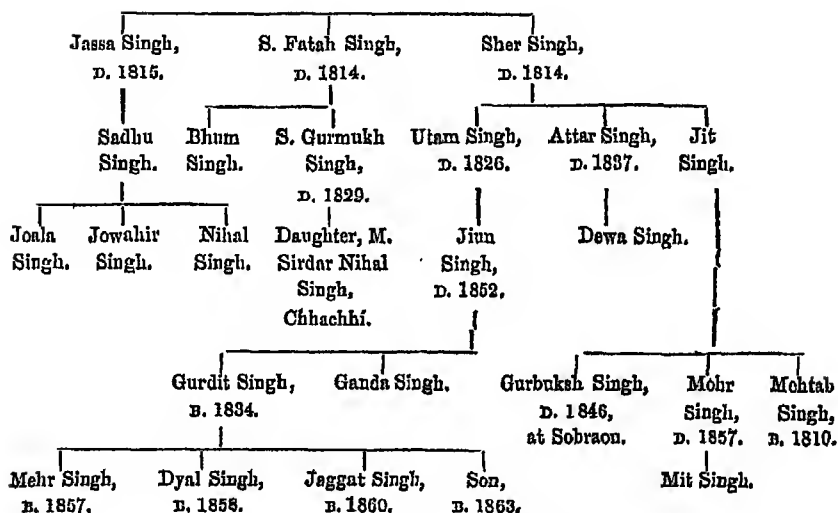 Jassa Singh, S. Fatah Singh, Sher Singh,
D. 1815. D. 1814. D. 1814.
Sadhu Bhum S. Gurmukh Utam Singh, Attar Singh, Jit
Singh. Singh. Singh, D. 1826. D. 1837. Singh.
D. 1829.
Joala Jowahir Nihal Daughter, M. Jiun Dewa Singh.
Singh. Singh. Singh. Sirdar Nihal Singh,
Singh, D. 1852.
Chhachhí.
Gurdit Singh, Ganda Singh. Gurbuksh Singh, Mohr Mohtab
B. 1834. D. 1846, Singh, Singh,
at Sobraon. D. 1857. B. 1810.
Mehr Singh, Dyal Singh, Jaggat Singh, Son, Mit Singh.
B. 1857. B. 1858. B. 1860. B. 1863.